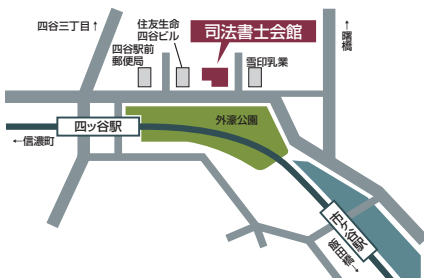 四谷三丁目↑
住友生命
四谷ビル
司法書士会館
↑曙橋
四谷駅前
郵便局
雪印乳業
外濠公園
四ッ谷駅
←信濃町
市ヶ谷駅
飯田橋→